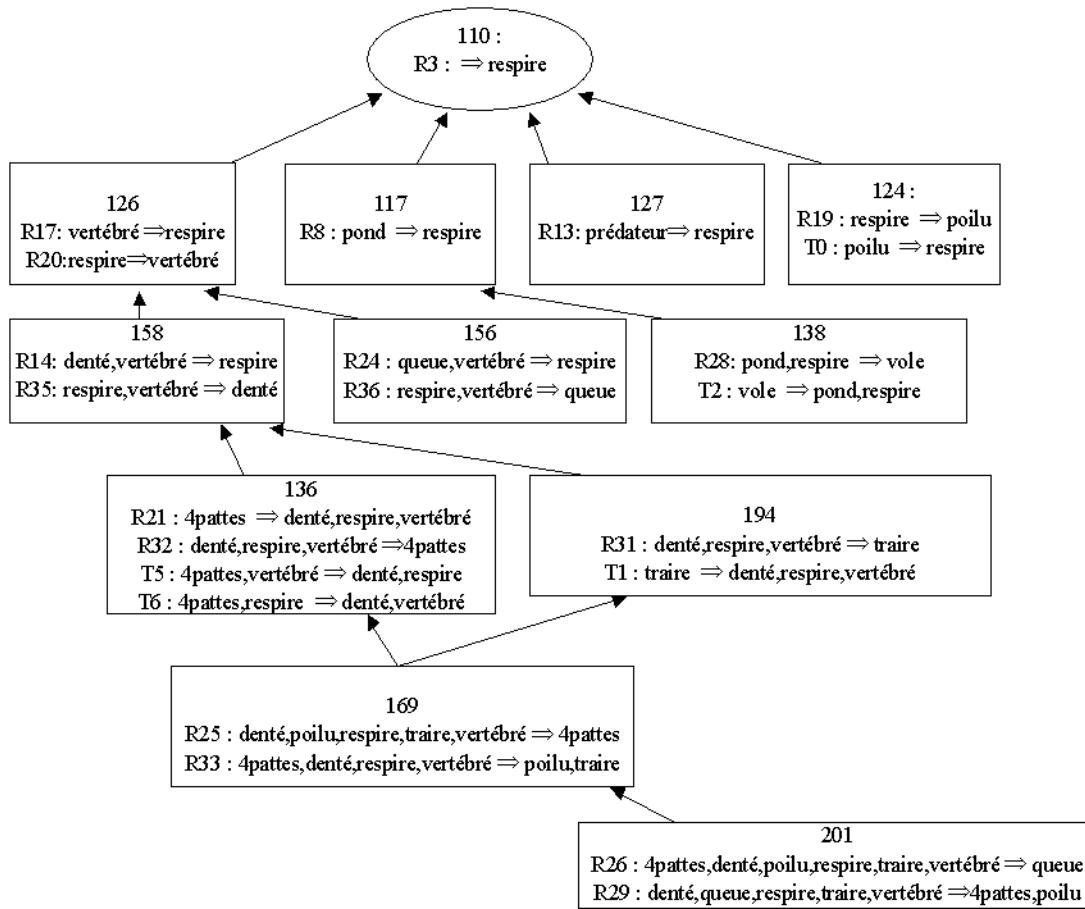 110 :
R3 : ⇒ respire
126
R17: vertébré ⇒respire
R20:respire⇒vertébré
117
R8 : pond ⇒ respire
127
R13: prédateur⇒ respire
124 :
R19 : respire ⇒ poilu
T0 : poilu ⇒ respire
158
R14: denté,vertébré ⇒ respire
R35: respire,vertébré ⇒ denté
156
R24 : queue,vertébré ⇒ respire
R36 : respire,vertébré ⇒ queue
138
R28: pond,respire ⇒ vole
T2 : vole ⇒ pond,respire
136
R21 : 4pattes ⇒ denté,respire,vertébré
R32 : denté,respire,vertébré⇒4pattes
T5 : 4pattes,vertébré ⇒ denté,respire
T6 : 4pattes,respire ⇒ denté,vertébré
194
R31 : denté,respire,vertébré ⇒ traire
T1 : traire ⇒ denté,respire,vertébré
169
R25 : denté,poilu,respire,traire,vertébré ⇒ 4pattes
R33 : 4pattes,denté,respire,vertébré ⇒ poilu,traire
201
R26 : 4pattes,denté,poilu,respire,traire,vertébré ⇒ queue
R29 : denté,queue,respire,traire,vertébré ⇒4pattes,poilu